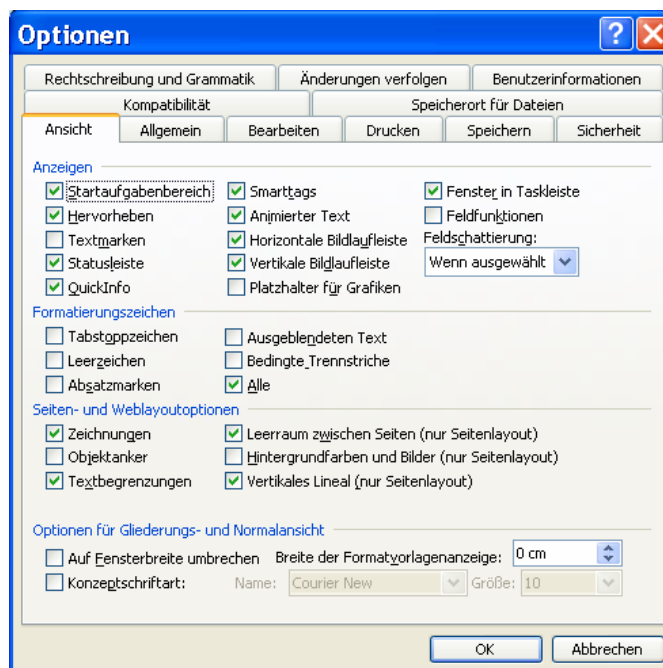 Optionen
Rechtschreibung und Grammatik Änderungen verfolgen Benutzerinformationen
Kompatibilität Speicherort für Dateien
Ansicht Allgemein Bearbeiten Drucken Speichern Sicherheit
Anzeigen
Startaufgabenbereich Smarttags Fenster in Taskleiste
Hervorheben Animierter Text Feldfunktionen
Textmarken Horizontale Bildlaufleiste Feldschattierung:
Statusleiste Vertikale Bildlaufleiste Wenn ausgewählt
QuickInfo Platzhalter für Grafiken
Formatierungszeichen
Tabstoppzeichen Ausgeblendeten Text
Leerzeichen Bedingte Trennstriche
Absatzmarken Alle
Seiten- und Weblayoutoptionen
Zeichnungen Leerraum zwischen Seiten (nur Seitenlayout)
Objektanker Hintergrundfarben und Bilder (nur Seitenlayout)
Textbegrenzungen Vertikales Lineal (nur Seitenlayout)
Optionen für Gliederungs- und Normalansicht
Auf Fensterbreite umbrechen Breite der Formatvorlagenanzeige: 0 cm
Konzeptschriftart: Name: Courier New Größe: 10
OK Abbrechen